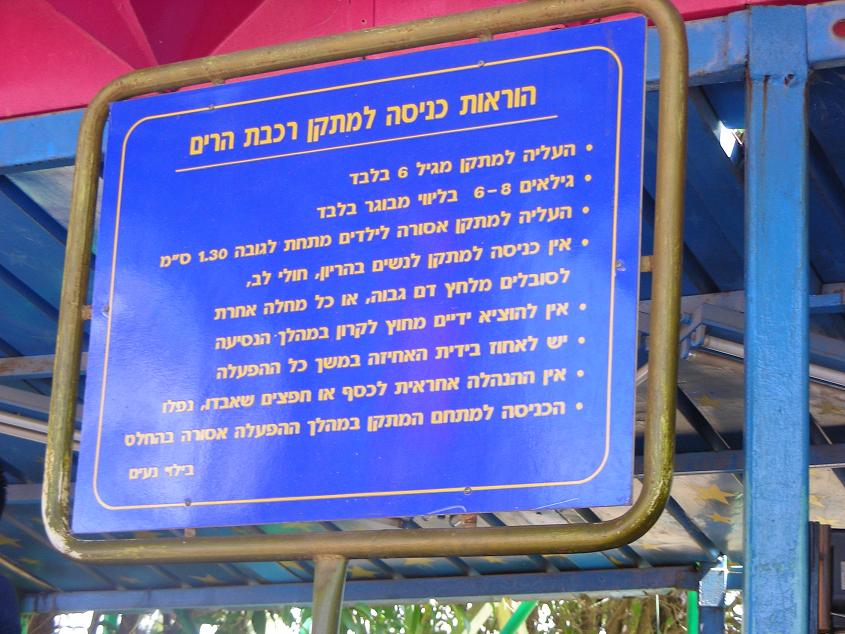 הוראות כניסה למתקן רכבת הרים
• העליה למתקן מגיל 6 בלבד
• גילאים 6-8 בליווי מבוגר בלבד
• העליה למתקן אסורה לילדים מתחת לגובה 1.30 ס"מ
• אין כניסה למתקן לנשים בהריון, חולי לב,
לסובלים מלחץ דם גבוה, או כל מחלה אחרת
• אין להוציא ידיים מחוץ לקרון במהלך הנסיעה
• יש לאחוז בידית האחיזה במשך כל ההפעלה
• אין ההנהלה אחראית לכסף או חפצים שאבדו, נפלו
• הכניסה למתחם המתקן במהלך ההפעלה אסורה בהחלט
בילוי נעים